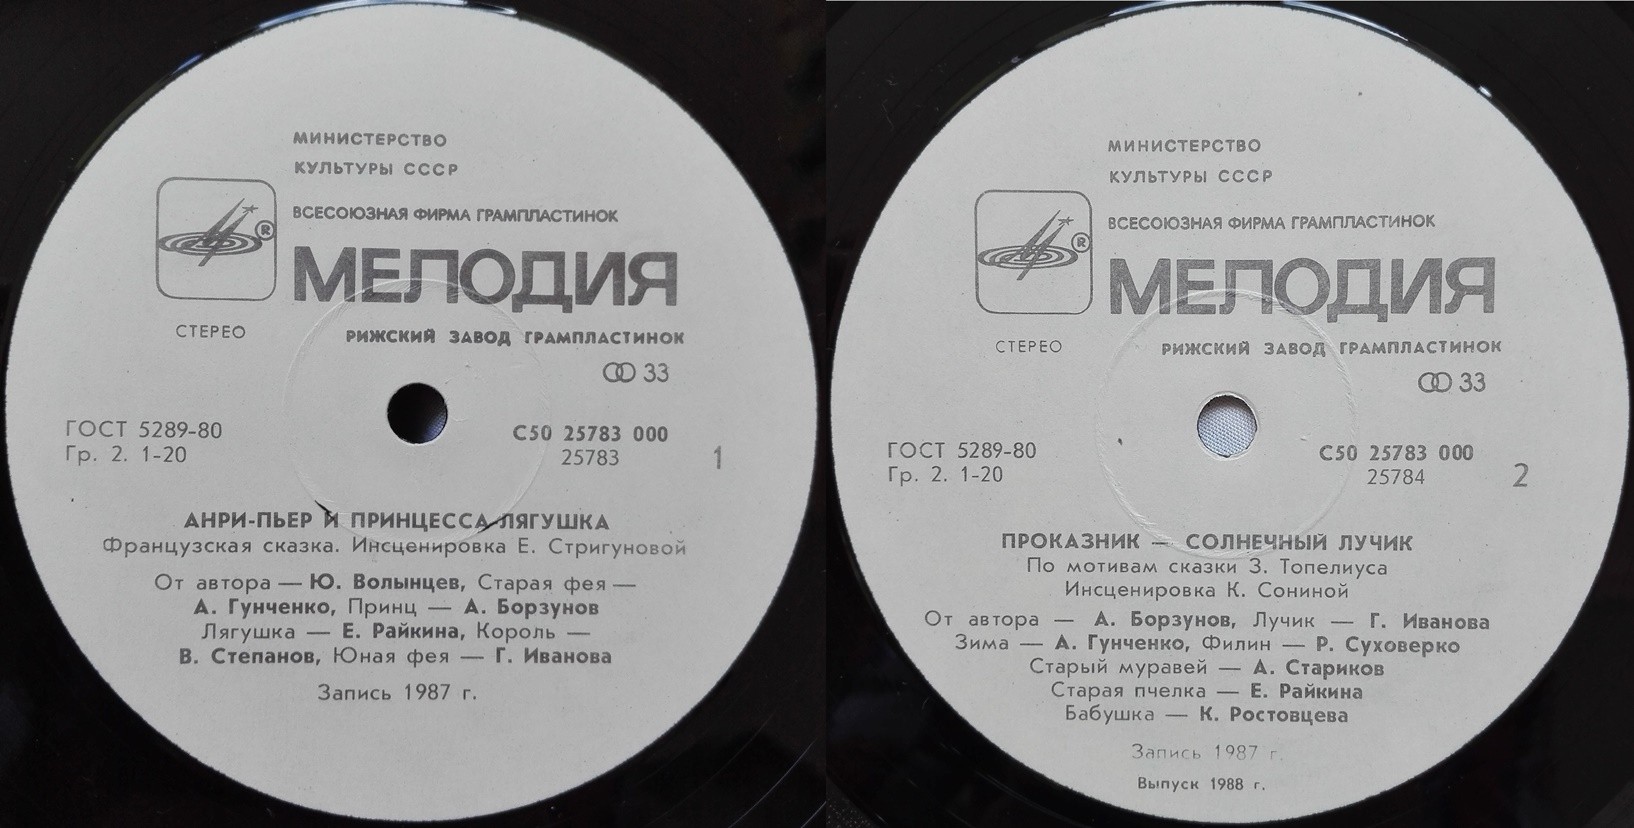 МИНИСТЕРСТВО
КУЛЬТУРЫ СССР
ВСЕСОЮЗНАЯ ФИРМА ГРАМПЛАСТИНОК
®
МЕЛОДИЯ
СТЕРЕО
РИЖСКИЙ ЗАВОД ГРАМПЛАСТИНОК
33
ГОСТ 5289-80
Гр. 2. 1-20
С50 25783 000
25783
1
АНРИ-ПЬЕР И ПРИНЦЕССА-ЛЯГУШКА
Французская сказка. Инсценировка Е. Стригуновой
От автора — Ю. Волынцев, Старая фея —
А. Гунченко, Принц — А. Борзунов
Лягушка — Е. Райкина, Король —
В. Степанов, Юная фея — Г. Иванова
Запись 1987 г.
МИНИСТЕРСТВО
КУЛЬТУРЫ СССР
ВСЕСОЮЗНАЯ ФИРМА ГРАМПЛАСТИНОК
®
МЕЛОДИЯ
СТЕРЕО
РИЖСКИЙ ЗАВОД ГРАМПЛАСТИНОК
33
ГОСТ 5289-80
Гр. 2. 1-20
С50 25783 000
25784
2
ПРОКАЗНИК — СОЛНЕЧНЫЙ ЛУЧИК
По мотивам сказки З. Топелиуса
Инсценировка К. Сониной
От автора — А. Борзунов, Лучик — Г. Иванова
Зима — А. Гунченко, Филин — Р. Суховерко
Старый муравей — А. Стариков
Старая пчелка — Е. Райкина
Бабушка — К. Ростовцева
Запись 1987 г.
Выпуск 1988 г.